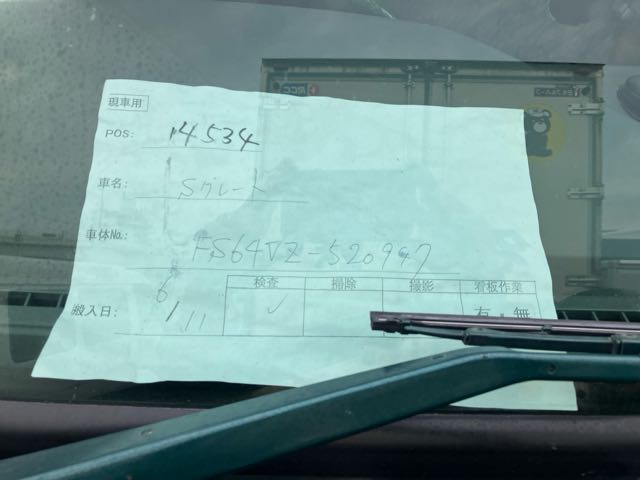 現車用
POS: 14534
車名: Sグレート
車体No.: FS64VZ-520947
検査 掃除 撮影 看板作業
搬入日: 6/11 ✓ 有・無